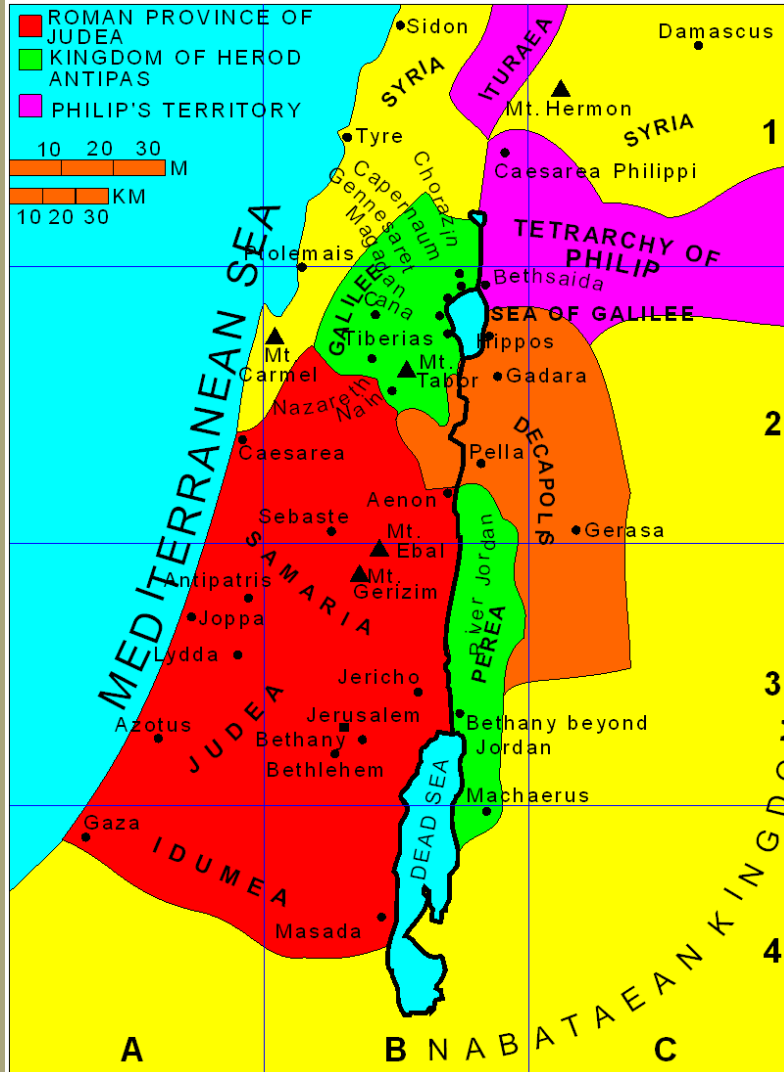 ROMAN PROVINCE OF
JUDEA
KINGDOM OF HEROD
ANTIPAS
PHILIP'S TERRITORY
10 20 30
M
KM
10 20 30
Sidon
Damascus
SYRIA
ITURAEA
Mt. Hermon
SYRIA
1
Tyre
Caesarea Philippi
Chorazin
Capernaum
Gennesaret
Magadan
TETRARCHY OF
PHILIP
Ptolemais
Bethsaida
GALILEE
Cana
SEA OF GALILEE
Tiberias
Hippos
Mt
Carmel
Mt.
Tabor
Gadara
Nazareth
Nain
2
MEDITERRANEAN SEA
Caesarea
DECAPOLS
Pella
Aenon
Sebaste
Mt.
Ebal
Gerasa
SAMARIA
River Jordan
Antipatris
Mt.
Gerizim
Joppa
PEREA
Lydda
Jericho
3
JUDEA
Jerusalem
Azotus
Bethany
Bethany beyond
Jordan
Bethlehem
DEAD SEA
Machaerus
Gaza
IDUMEA
Masada
4
NABATAEAN KINGDOM
A
B
C